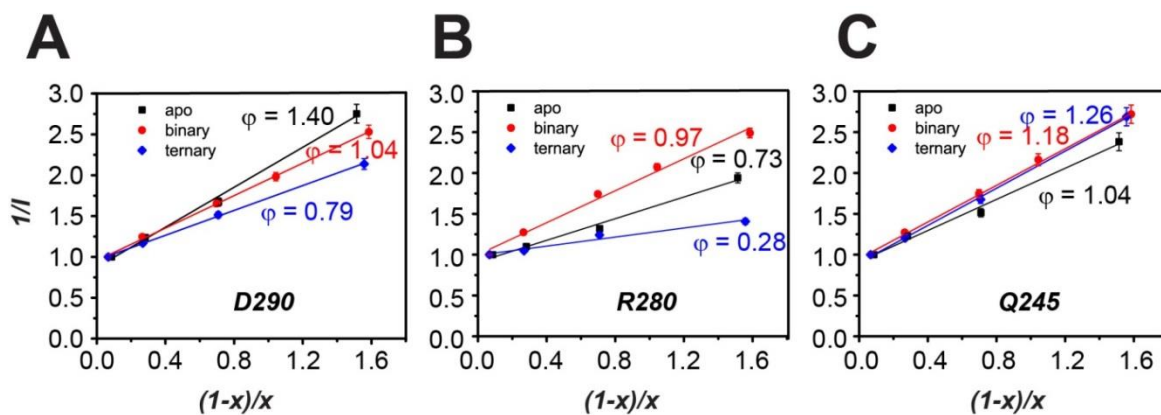 A
3.0
2.5
2.0
1.5
1.0
0.5
0.0
1/I
apo
binary
ternary
φ = 1.40
φ = 1.04
φ = 0.79
D290
0.0 0.4 0.8 1.2 1.6
(1-x)/x
B
3.0
2.5
2.0
1.5
1.0
0.5
0.0
apo
binary
ternary
φ = 0.97
φ = 0.73
φ = 0.28
R280
0.0 0.4 0.8 1.2 1.6
(1-x)/x
C
3.0
2.5
2.0
1.5
1.0
0.5
0.0
apo
binary
ternary
φ = 1.26
φ = 1.18
φ = 1.04
Q245
0.0 0.4 0.8 1.2 1.6
(1-x)/x